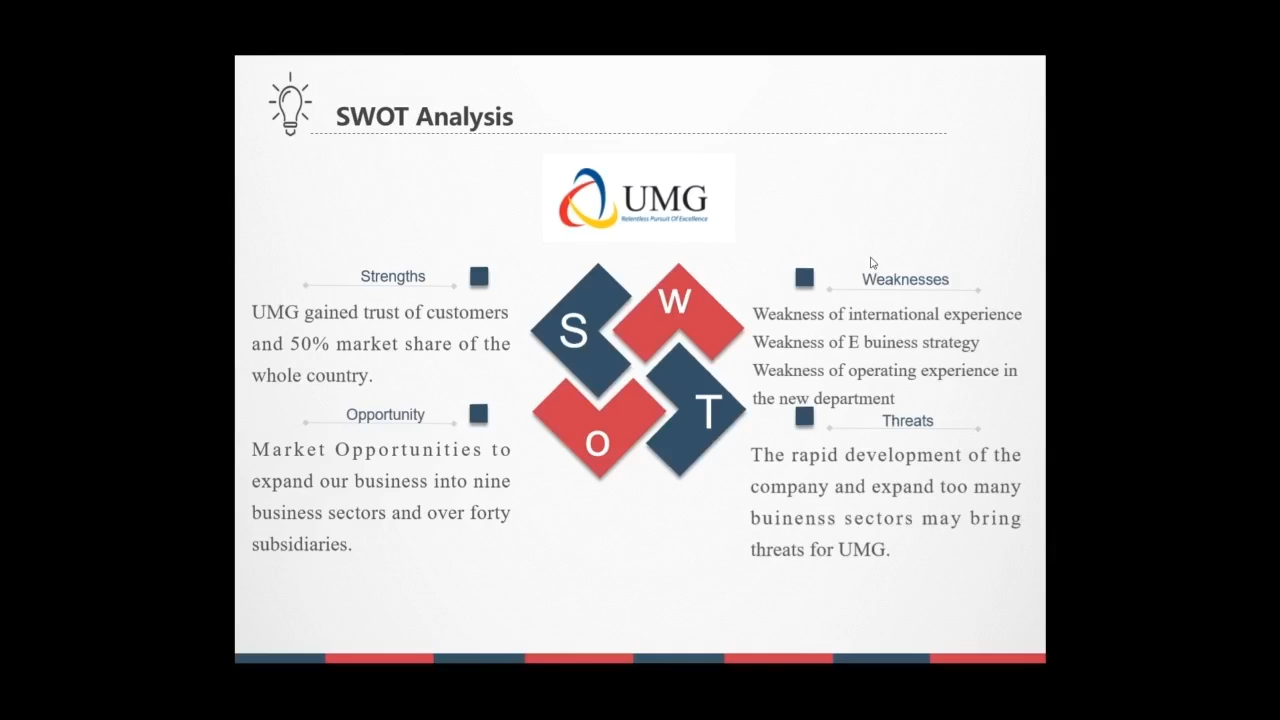 SWOT Analysis
UMG
Relentless Pursuit Of Excellence
Strengths
UMG gained trust of customers
and 50% market share of the
whole country.
Opportunity
Market Opportunities to
expand our business into nine
business sectors and over forty
subsidiaries.
S
W
O
T
Weaknesses
Weakness of international experience
Weakness of E buiness strategy
Weakness of operating experience in
the new department
Threats
The rapid development of the
company and expand too many
buinenss sectors may bring
threats for UMG.